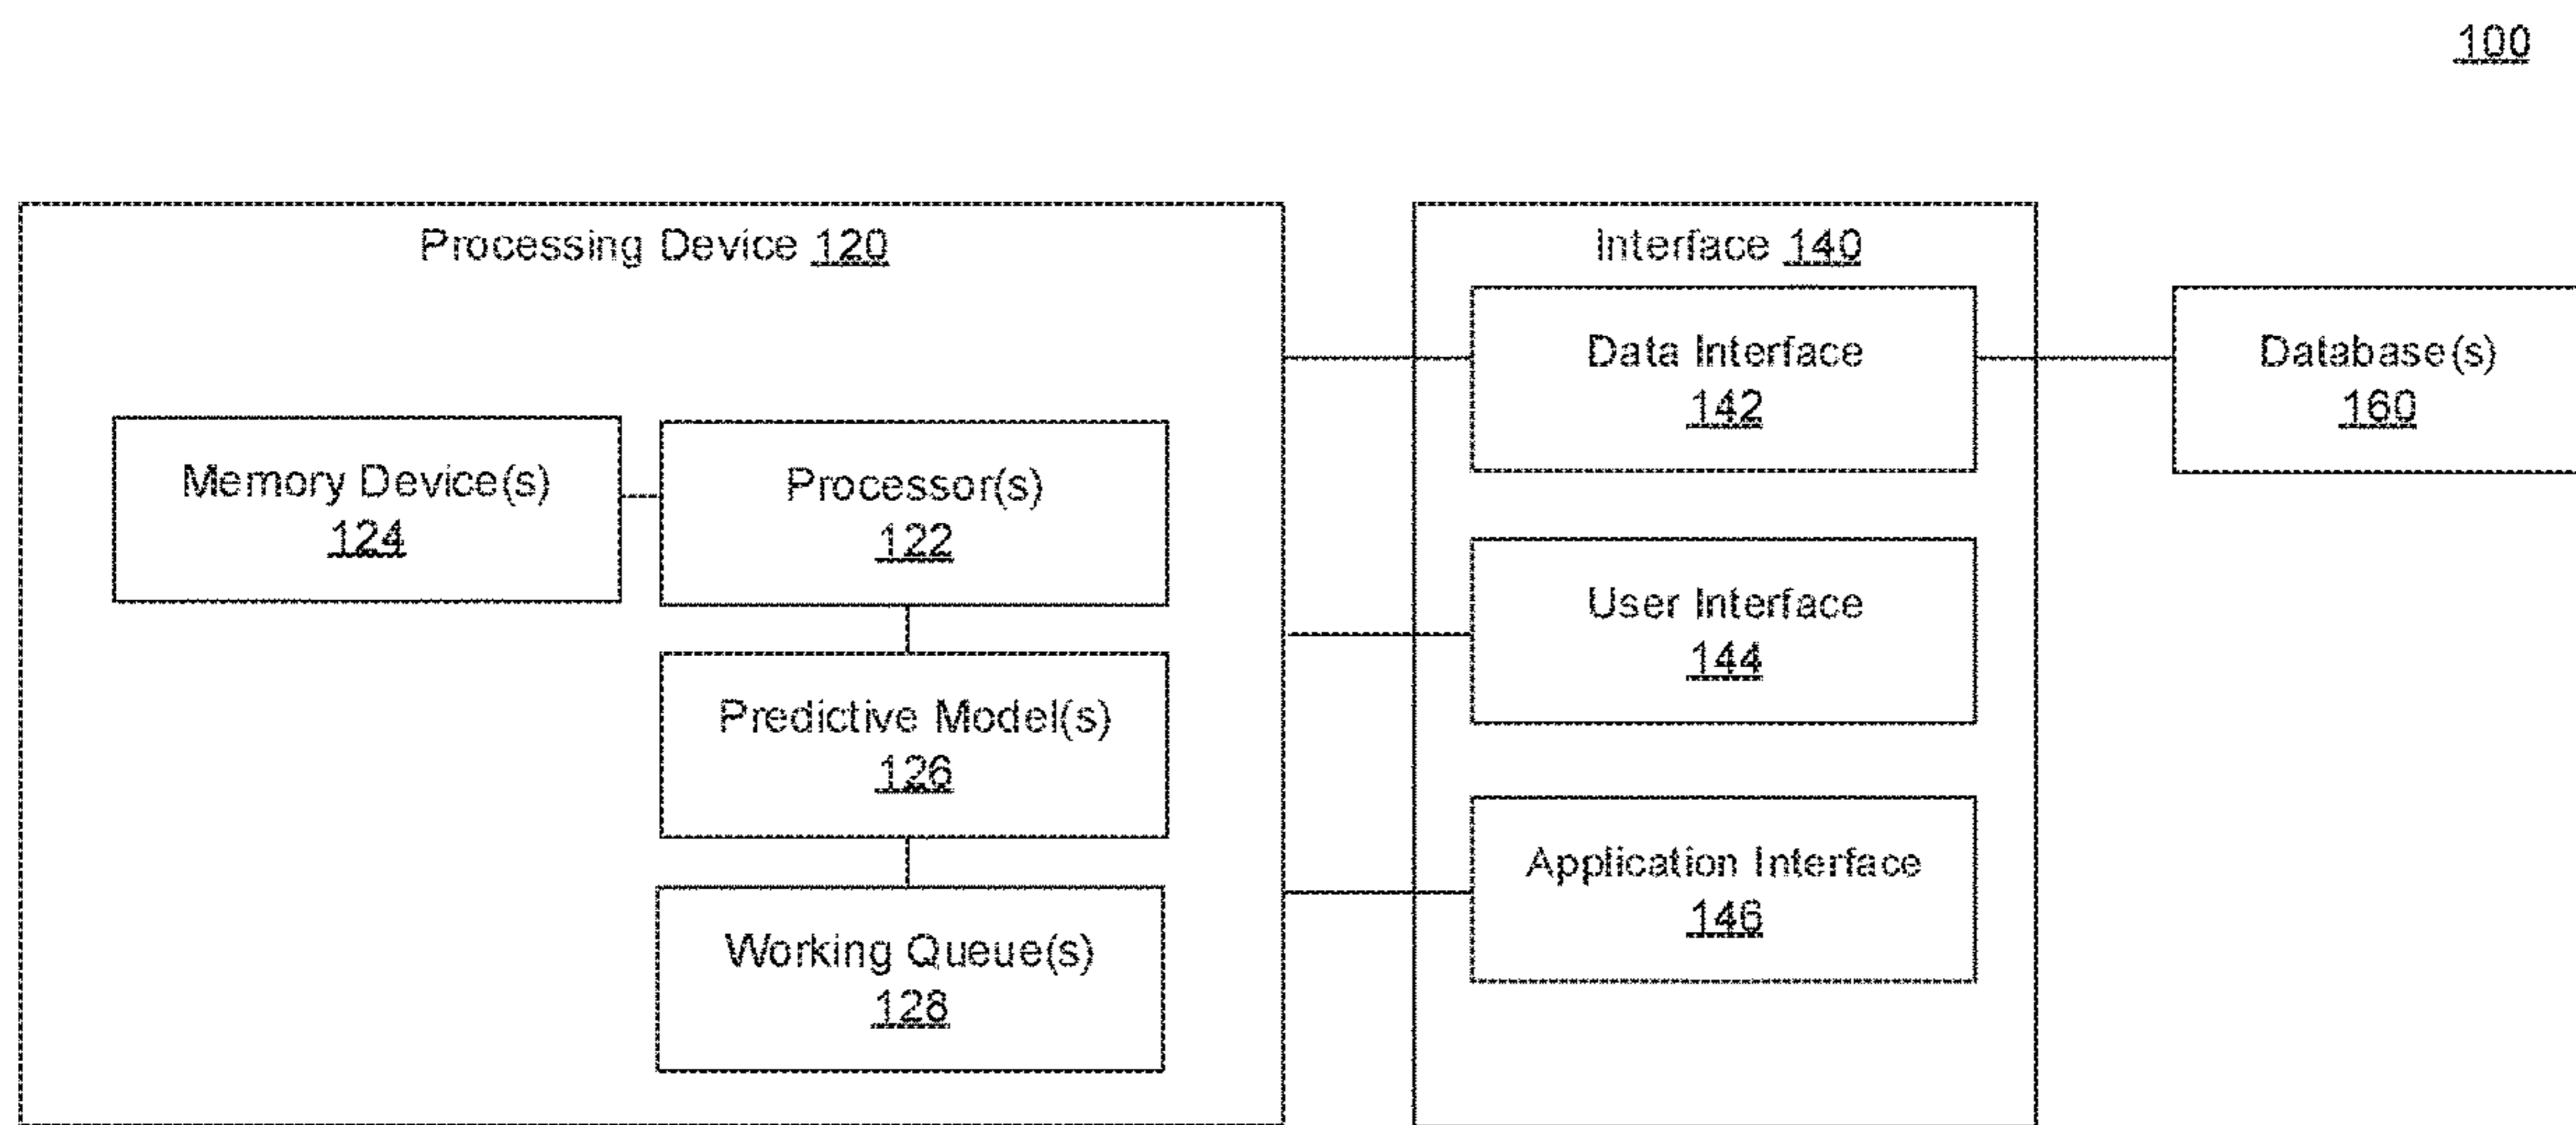 100
Processing Device 120
Memory Device(s)
124
Processor(s)
122
Predictive Model(s)
126
Working Queue(s)
128
Interface 140
Data Interface
142
User Interface
144
Application Interface
146
Database(s)
160